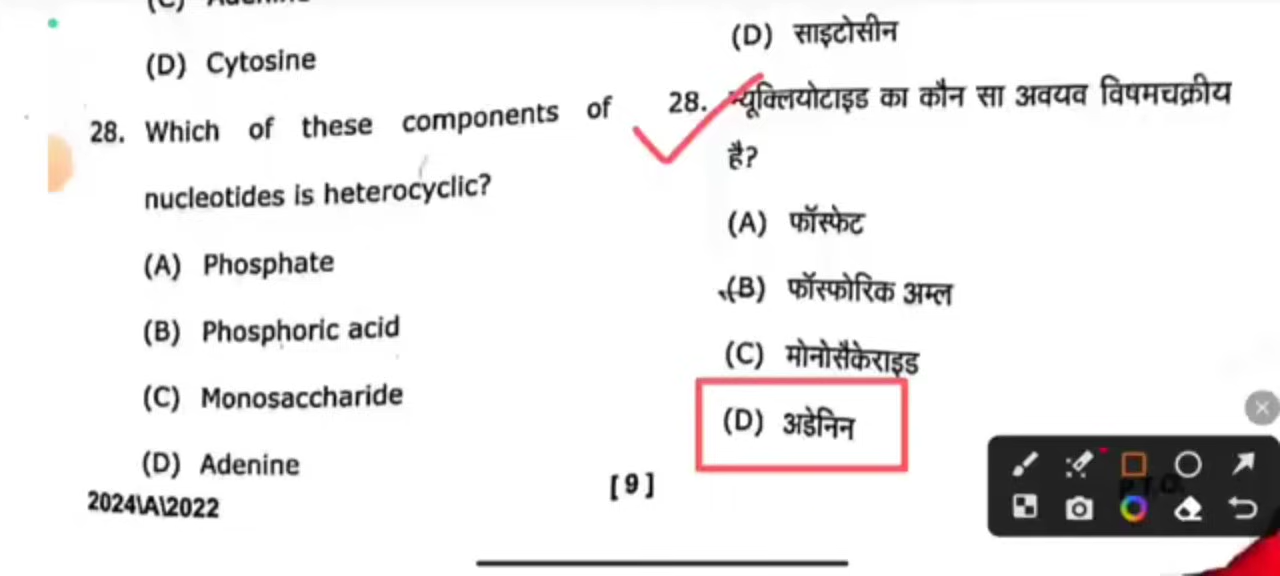 (D) Cytosine
28. Which of these components of
nucleotides is heterocyclic?
(A) Phosphate
(B) Phosphoric acid
(C) Monosaccharide
(D) Adenine
2024\A\2022
(D) साइटोसीन
28. न्यूक्लियोटाइड का कौन सा अवयव विषमचक्रीय
है?
(A) फॉस्फेट
(B) फॉस्फोरिक अम्ल
(C) मोनोसैकेराइड
(D) अडेनिन
[9]
P.T.O.